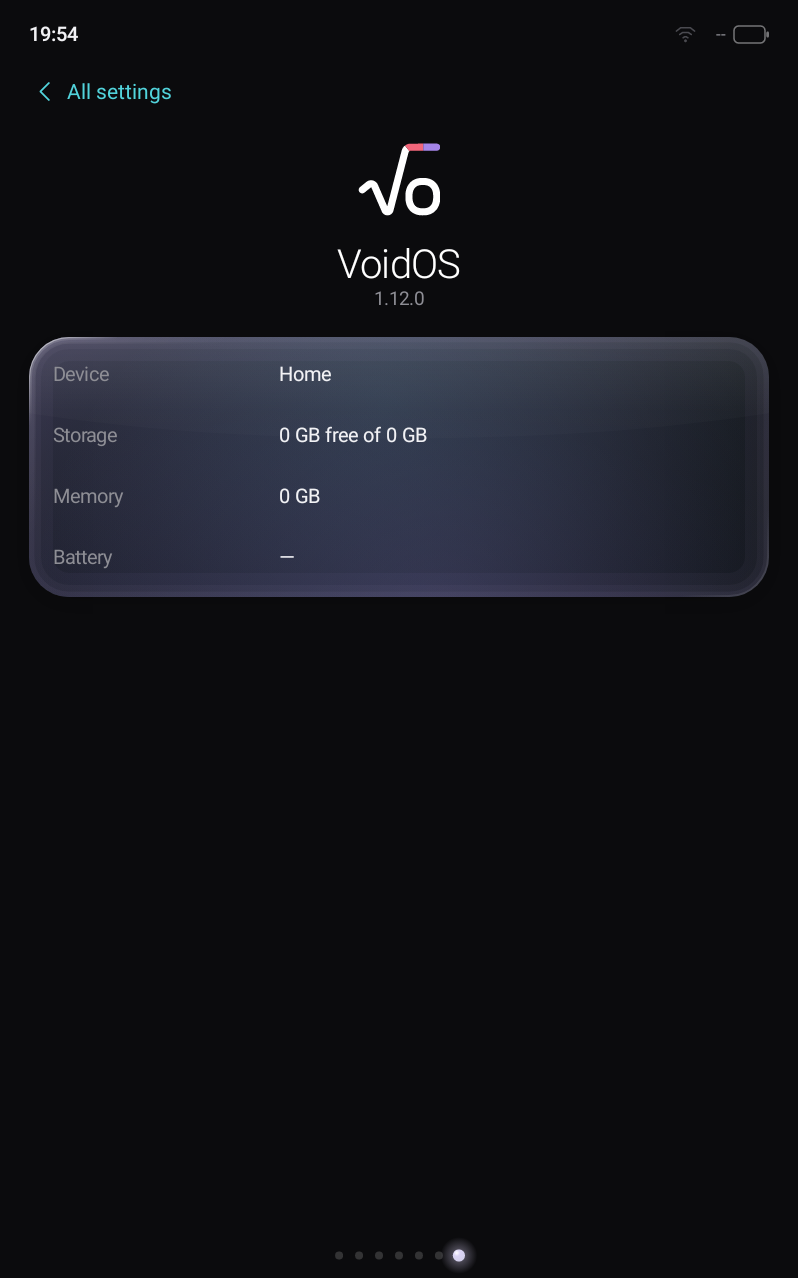 19:54
--
All settings
√o
VoidOS
1.12.0
Device Home
Storage 0 GB free of 0 GB
Memory 0 GB
Battery —